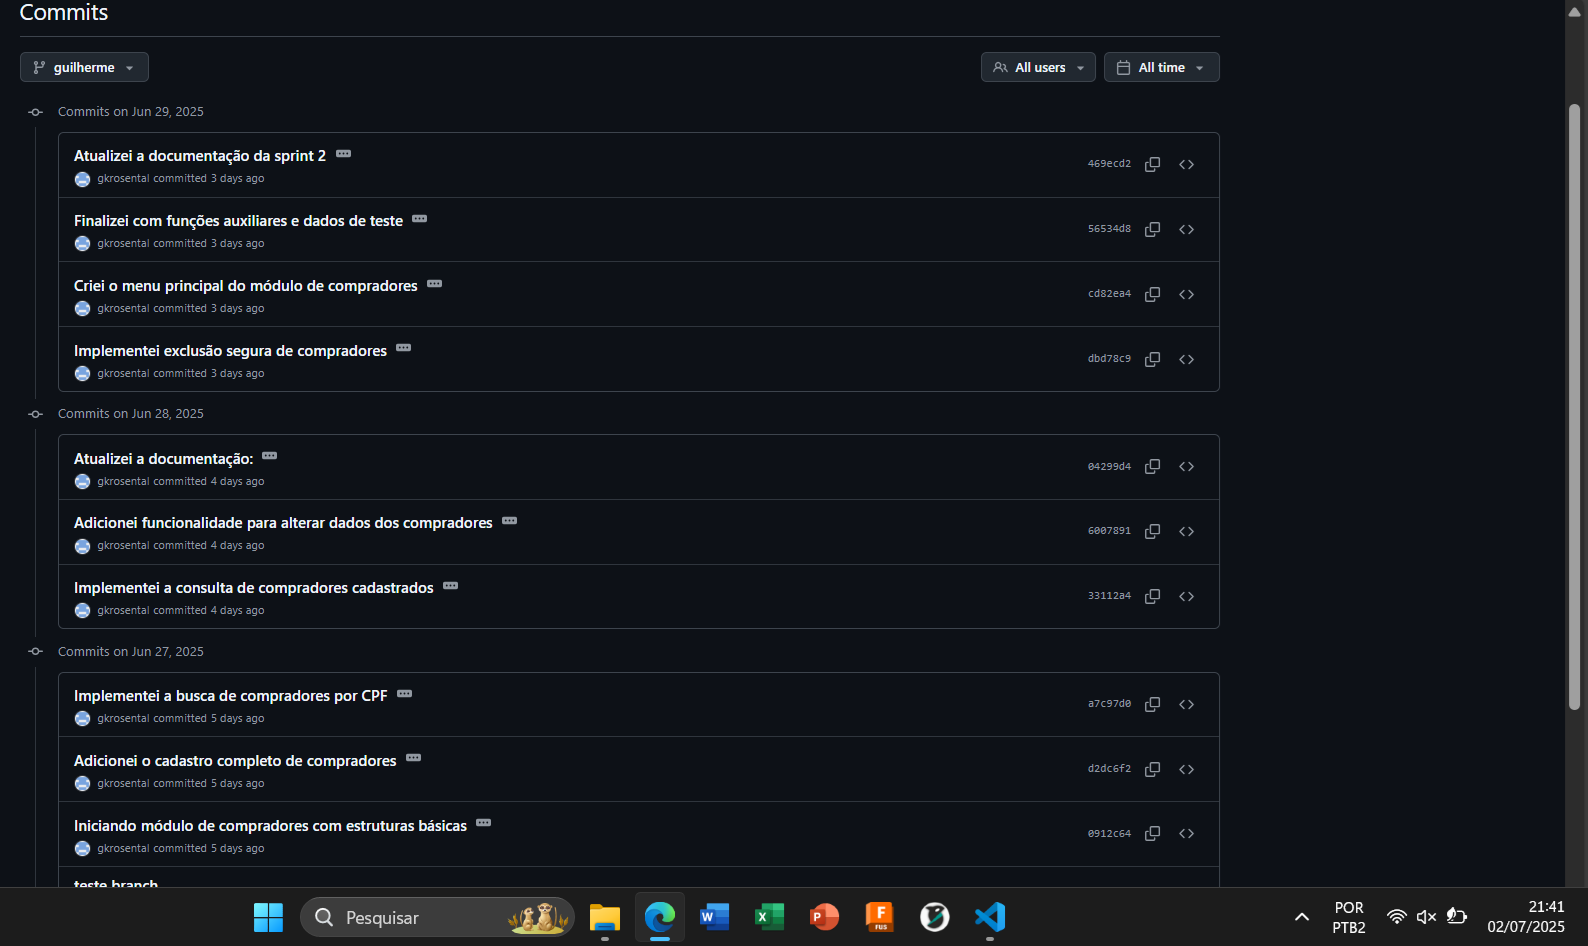 Commits
guilherme
All users
All time
Commits on Jun 29, 2025
Atualizei a documentação da sprint 2
469ecd2
gkrosental committed 3 days ago
Finalizei com funções auxiliares e dados de teste
56534d8
gkrosental committed 3 days ago
Criei o menu principal do módulo de compradores
cd82ea4
gkrosental committed 3 days ago
Implementei exclusão segura de compradores
dbd78c9
gkrosental committed 3 days ago
Commits on Jun 28, 2025
Atualizei a documentação:
04299d4
gkrosental committed 4 days ago
Adicionei funcionalidade para alterar dados dos compradores
6007891
gkrosental committed 4 days ago
Implementei a consulta de compradores cadastrados
33112a4
gkrosental committed 4 days ago
Commits on Jun 27, 2025
Implementei a busca de compradores por CPF
a7c97d0
gkrosental committed 5 days ago
Adicionei o cadastro completo de compradores
d2dc6f2
gkrosental committed 5 days ago
Iniciando módulo de compradores com estruturas básicas
0912c64
gkrosental committed 5 days ago
teste branch
Pesquisar
W
X
P
F
FUS
POR
PTB2
21:41
02/07/2025